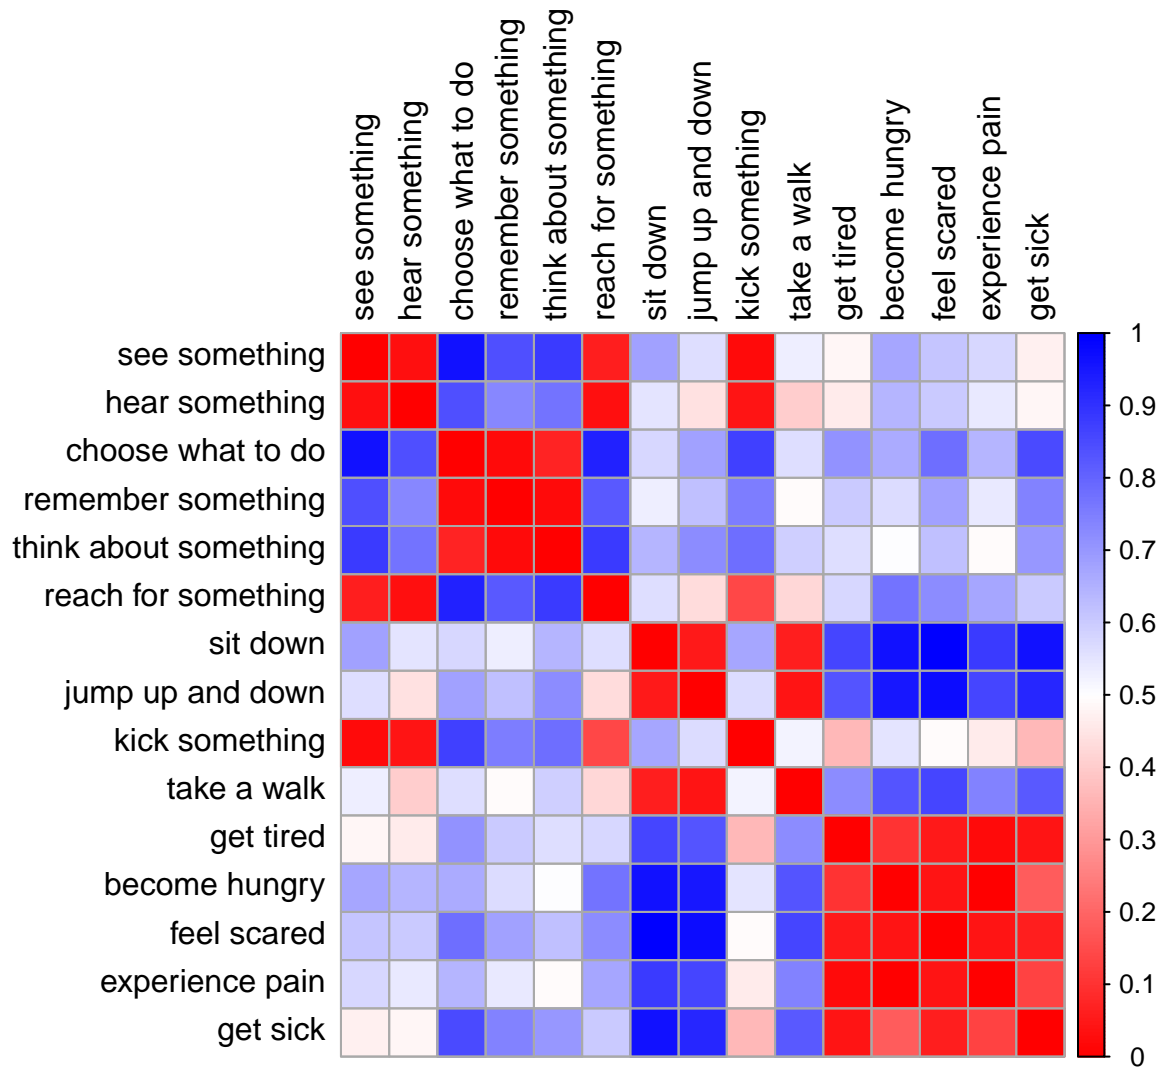 see something
hear something
choose what to do
remember something
think about something
reach for something
sit down
jump up and down
kick something
take a walk
get tired
become hungry
feel scared
experience pain
get sick
see something
hear something
choose what to do
remember something
think about something
reach for something
sit down
jump up and down
kick something
take a walk
get tired
become hungry
feel scared
experience pain
get sick
1
0.9
0.8
0.7
0.6
0.5
0.4
0.3
0.2
0.1
0